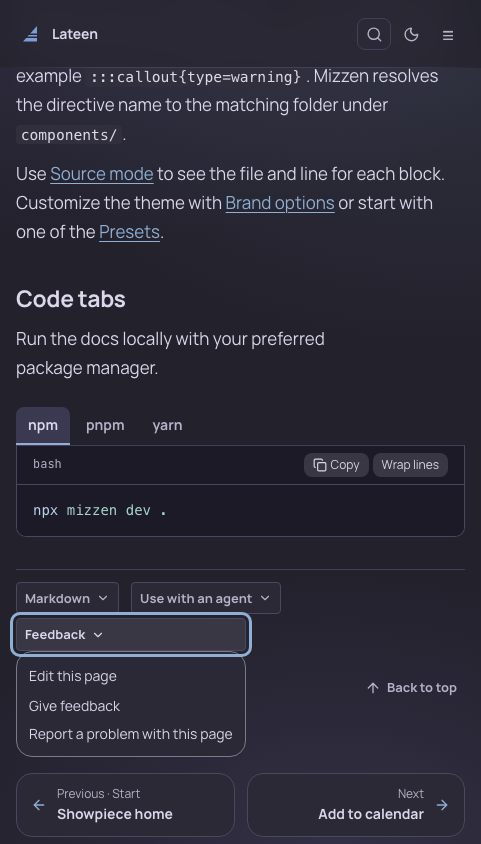 Lateen
example :::callout{type=warning}. Mizzen resolves
the directive name to the matching folder under
components/.
Use Source mode to see the file and line for each block.
Customize the theme with Brand options or start with
one of the Presets.
Code tabs
Run the docs locally with your preferred
package manager.
npm pnpm yarn
bash Copy Wrap lines
npx mizzen dev .
Markdown Use with an agent
Feedback
Edit this page
Give feedback
Report a problem with this page
Back to top
Previous · Start
Showpiece home
Next
Add to calendar